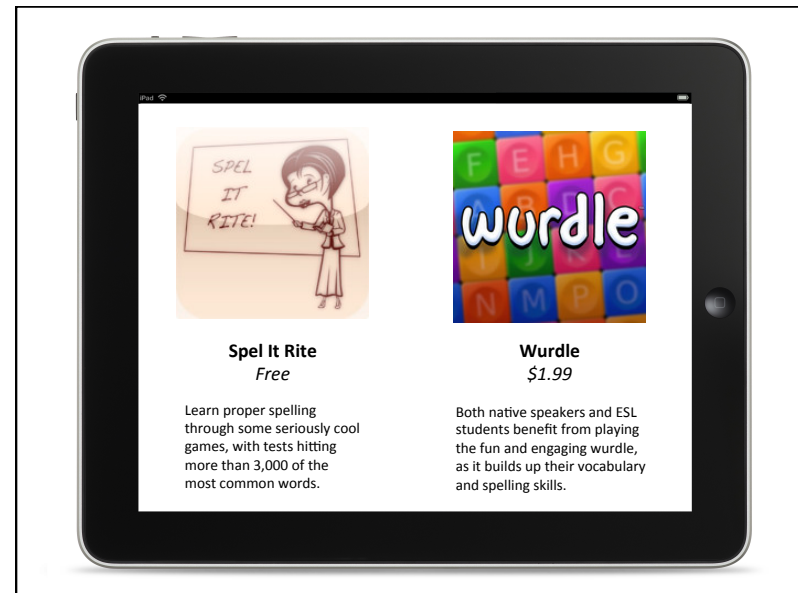 iPad
SPEL
IT
RITE!
F E H G
A B D C
wurdle
I J K L
N M P O
Spel It Rite
Free
Learn proper spelling
through some seriously cool
games, with tests hitting
more than 3,000 of the
most common words.
Wurdle
$1.99
Both native speakers and ESL
students benefit from playing
the fun and engaging wurdle,
as it builds up their vocabulary
and spelling skills.